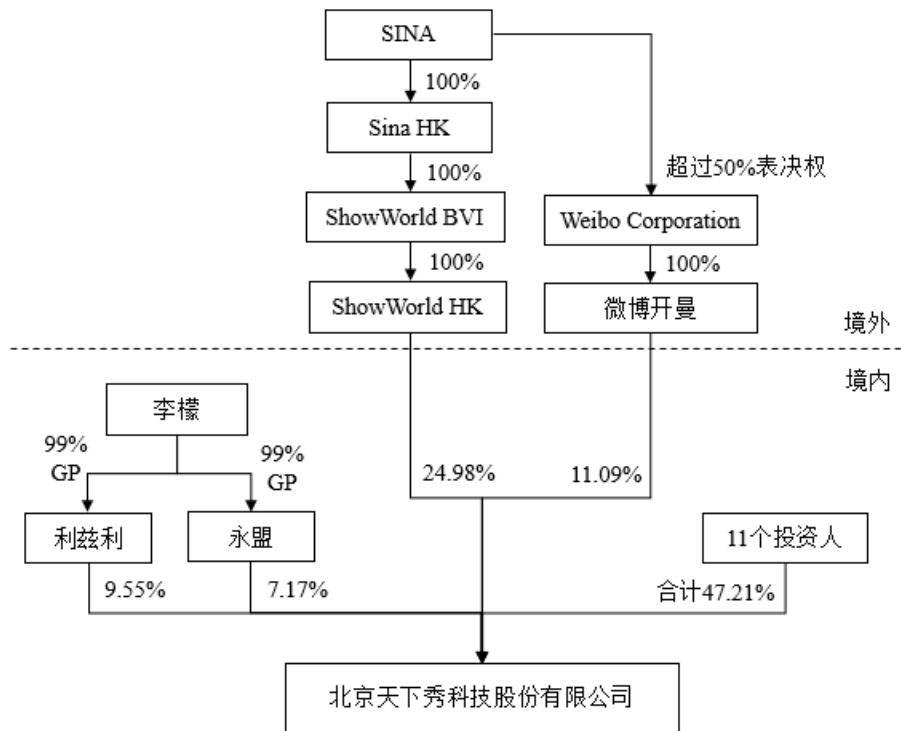 SINA
100%
Sina HK
100%
超过50%表决权
ShowWorld BVI
Weibo Corporation
100%
100%
ShowWorld HK
微博开曼
境外
境内
李檬
99%
GP
99%
GP
24.98%
11.09%
利兹利
永盟
11个投资人
9.55%
7.17%
合计47.21%
北京天下秀科技股份有限公司